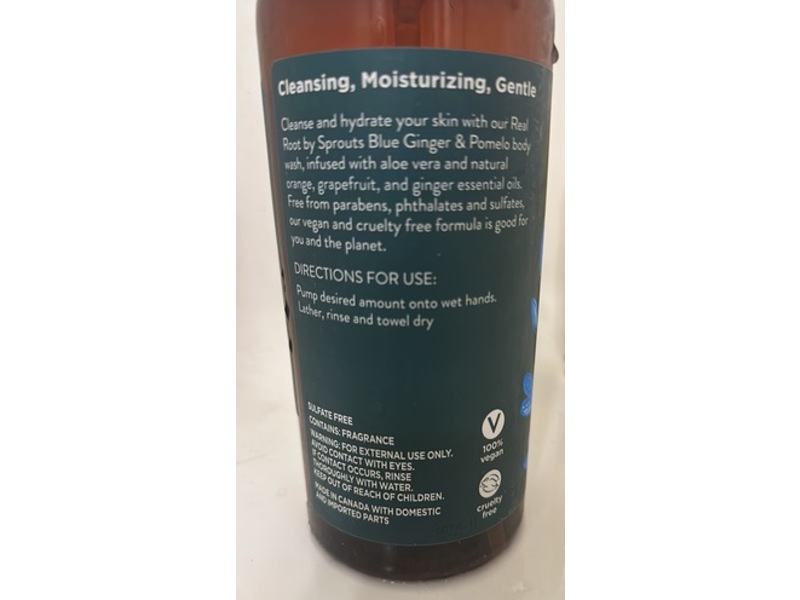 Cleansing, Moisturizing, Gentle
Cleanse and hydrate your skin with our Real
Root by Sprouts Blue Ginger & Pomelo body
wash, infused with aloe vera and natural
orange, grapefruit, and ginger essential oils.
Free from parabens, phthalates and sulfates,
our vegan and cruelty free formula is good for
you and the planet.
DIRECTIONS FOR USE:
Pump desired amount onto wet hands.
Lather, rinse and towel dry
SULFATE FREE
CONTAINS: FRAGRANCE
WARNING: FOR EXTERNAL USE ONLY.
AVOID CONTACT WITH EYES.
IF CONTACT OCCURS, RINSE
THOROUGHLY WITH WATER.
KEEP OUT OF REACH OF CHILDREN.
MADE IN CANADA WITH DOMESTIC
AND IMPORTED PARTS
V
100%
vegan
cruelty
free